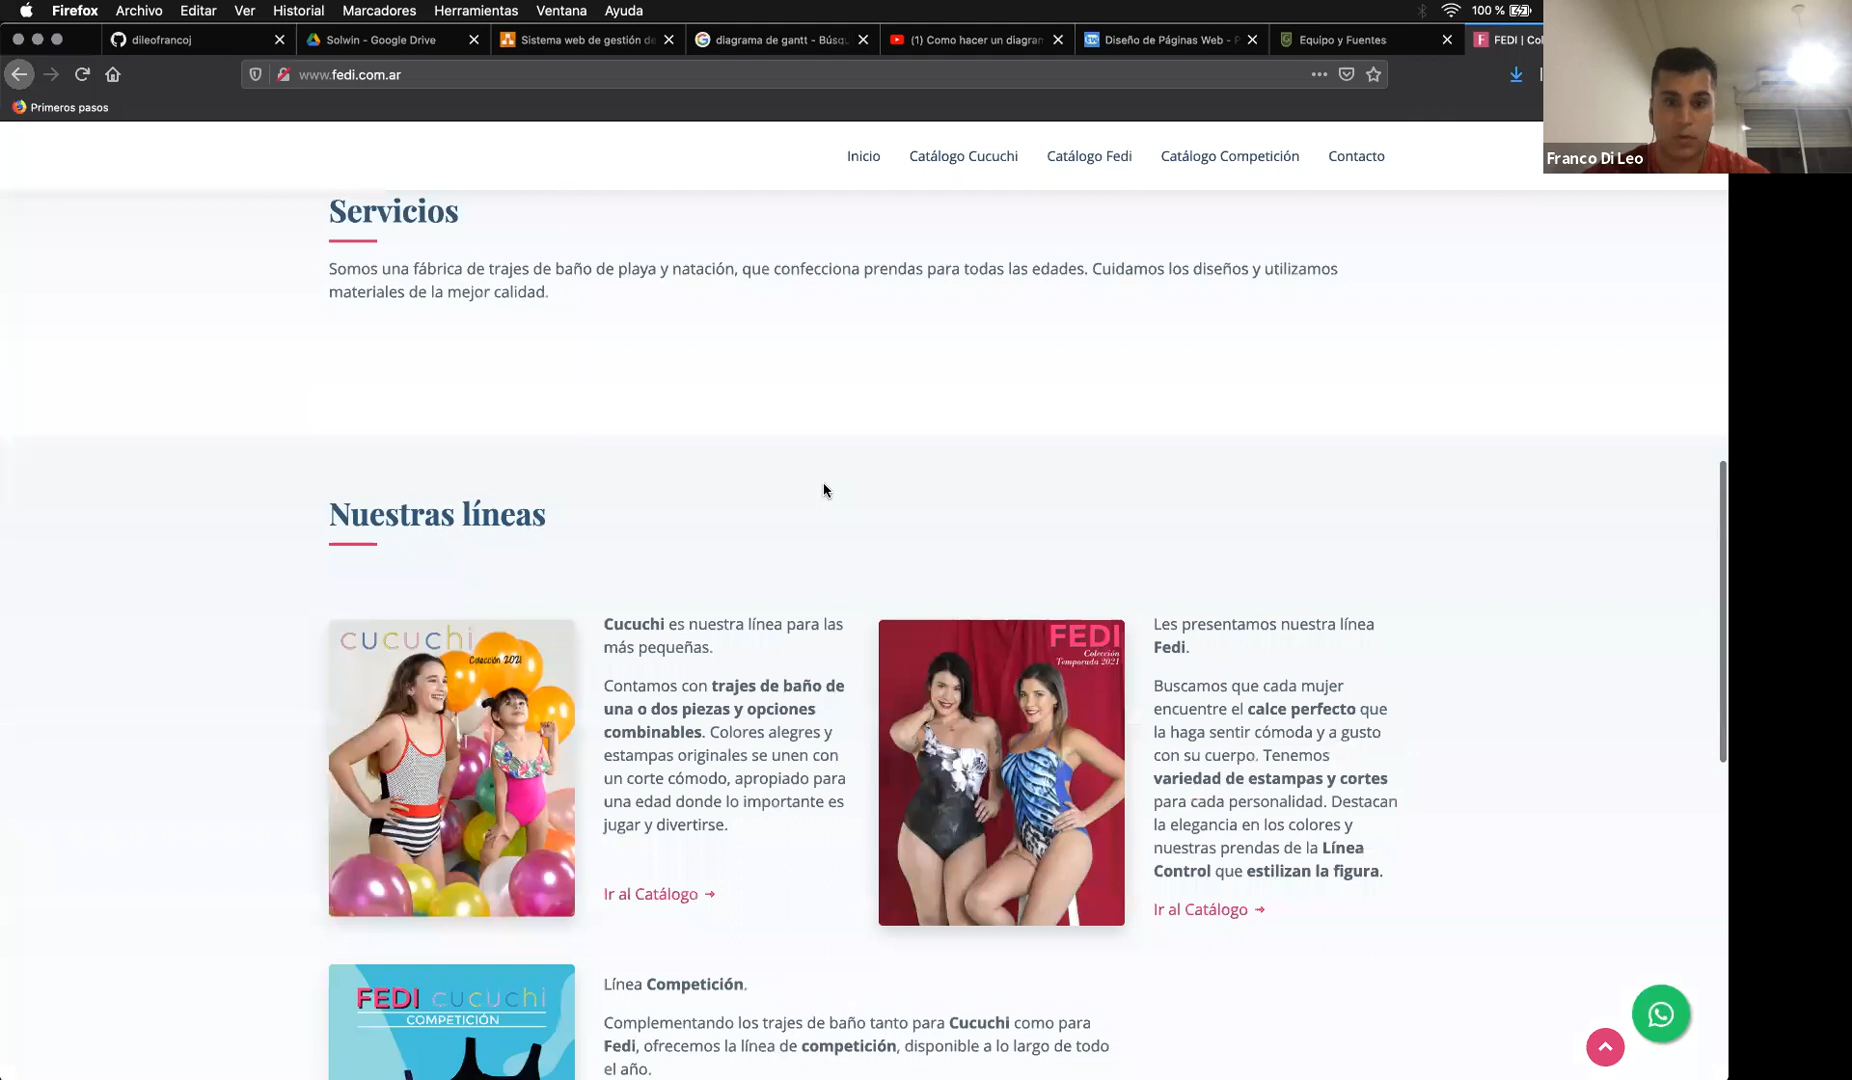 Firefox Archivo Editar Ver Historial Marcadores Herramientas Ventana Ayuda 100 %
dileofrancoj Solwin - Google Drive Sistema web de gestión de diagrama de gantt - Búsqu (1) Como hacer un diagram Diseño de Páginas Web - P Equipo y Fuentes FEDI | Col
www.fedi.com.ar
Primeros pasos
Franco Di Leo
Inicio Catálogo Cucuchi Catálogo Fedi Catálogo Competición Contacto
Servicios
Somos una fábrica de trajes de baño de playa y natación, que confecciona prendas para todas las edades. Cuidamos los diseños y utilizamos
materiales de la mejor calidad.
Nuestras líneas
cucuchi
Colección 2021
Cucuchi es nuestra línea para las
más pequeñas.
Contamos con trajes de baño de
una o dos piezas y opciones
combinables. Colores alegres y
estampas originales se unen con
un corte cómodo, apropiado para
una edad donde lo importante es
jugar y divertirse.
Ir al Catálogo →
FEDI
Colección
Temporada 2021
Les presentamos nuestra línea
Fedi.
Buscamos que cada mujer
encuentre el calce perfecto que
la haga sentir cómoda y a gusto
con su cuerpo. Tenemos
variedad de estampas y cortes
para cada personalidad. Destacan
la elegancia en los colores y
nuestras prendas de la Línea
Control que estilizan la figura.
Ir al Catálogo →
FEDI cucuchi
COMPETICIÓN
Línea Competición.
Complementando los trajes de baño tanto para Cucuchi como para
Fedi, ofrecemos la línea de competición, disponible a lo largo de todo
el año.